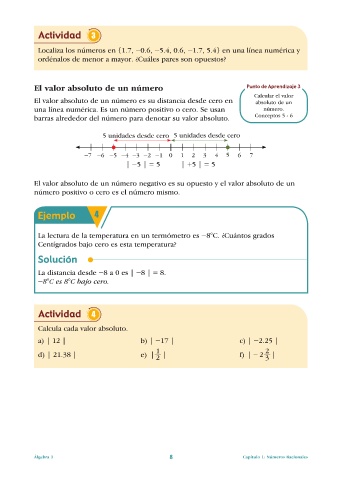 Actividad 3
Localiza los números en {1.7, −0.6, −5.4, 0.6, −1.7, 5.4} en una línea numérica y
ordénalos de menor a mayor. ¿Cuáles pares son opuestos?
El valor absoluto de un número
El valor absoluto de un número es su distancia desde cero en
una línea numérica. Es un número positivo o cero. Se usan
barras alrededor del número para denotar su valor absoluto.
Punto de Aprendizaje 3
Calcular el valor
absoluto de un
número.
Conceptos 5 - 6
5 unidades desde cero 5 unidades desde cero
−7 −6 −5 −4 −3 −2 −1 0 1 2 3 4 5 6 7
| −5 | = 5 | +5 | = 5
El valor absoluto de un número negativo es su opuesto y el valor absoluto de un
número positivo o cero es el número mismo.
Ejemplo 4
La lectura de la temperatura en un termómetro es −8°C. ¿Cuántos grados
Centígrados bajo cero es esta temperatura?
Solución
La distancia desde −8 a 0 es | −8 | = 8.
−8°C es 8°C bajo cero.
Actividad 4
Calcula cada valor absoluto.
a) | 12 | b) | −17 | c) | −2.25 |
d) | 21.38 | e) | 1/2 | f) | − 2 2/3 |
Álgebra 1 8 Capítulo 1: Números Racionales